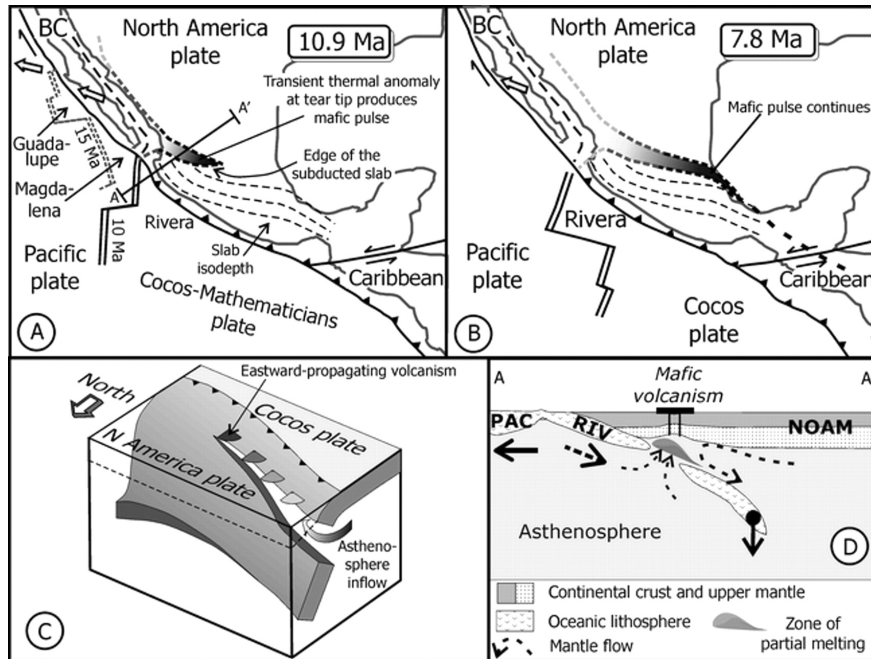 BC
North America
plate
10.9 Ma
Transient thermal anomaly
at tear tip produces
mafic pulse
A'
Guada-
lupe
15 Ma
Edge of the
subducted slab
Magda-
lena
A
10 Ma
Rivera
Slab
isodepth
Pacific
plate
Caribbean
Cocos-Mathematicians
plate
A
BC
North America
plate
7.8 Ma
Mafic pulse continues
Rivera
Pacific
plate
Caribbean
Cocos
plate
B
North
Eastward-propagating volcanism
Cocos plate
N America plate
Astheno-
sphere
inflow
C
A
Mafic
volcanism
A
PAC
RIV
NOAM
Asthenosphere
D
Continental crust and upper mantle
Oceanic lithosphere
Zone of
partial melting
Mantle flow